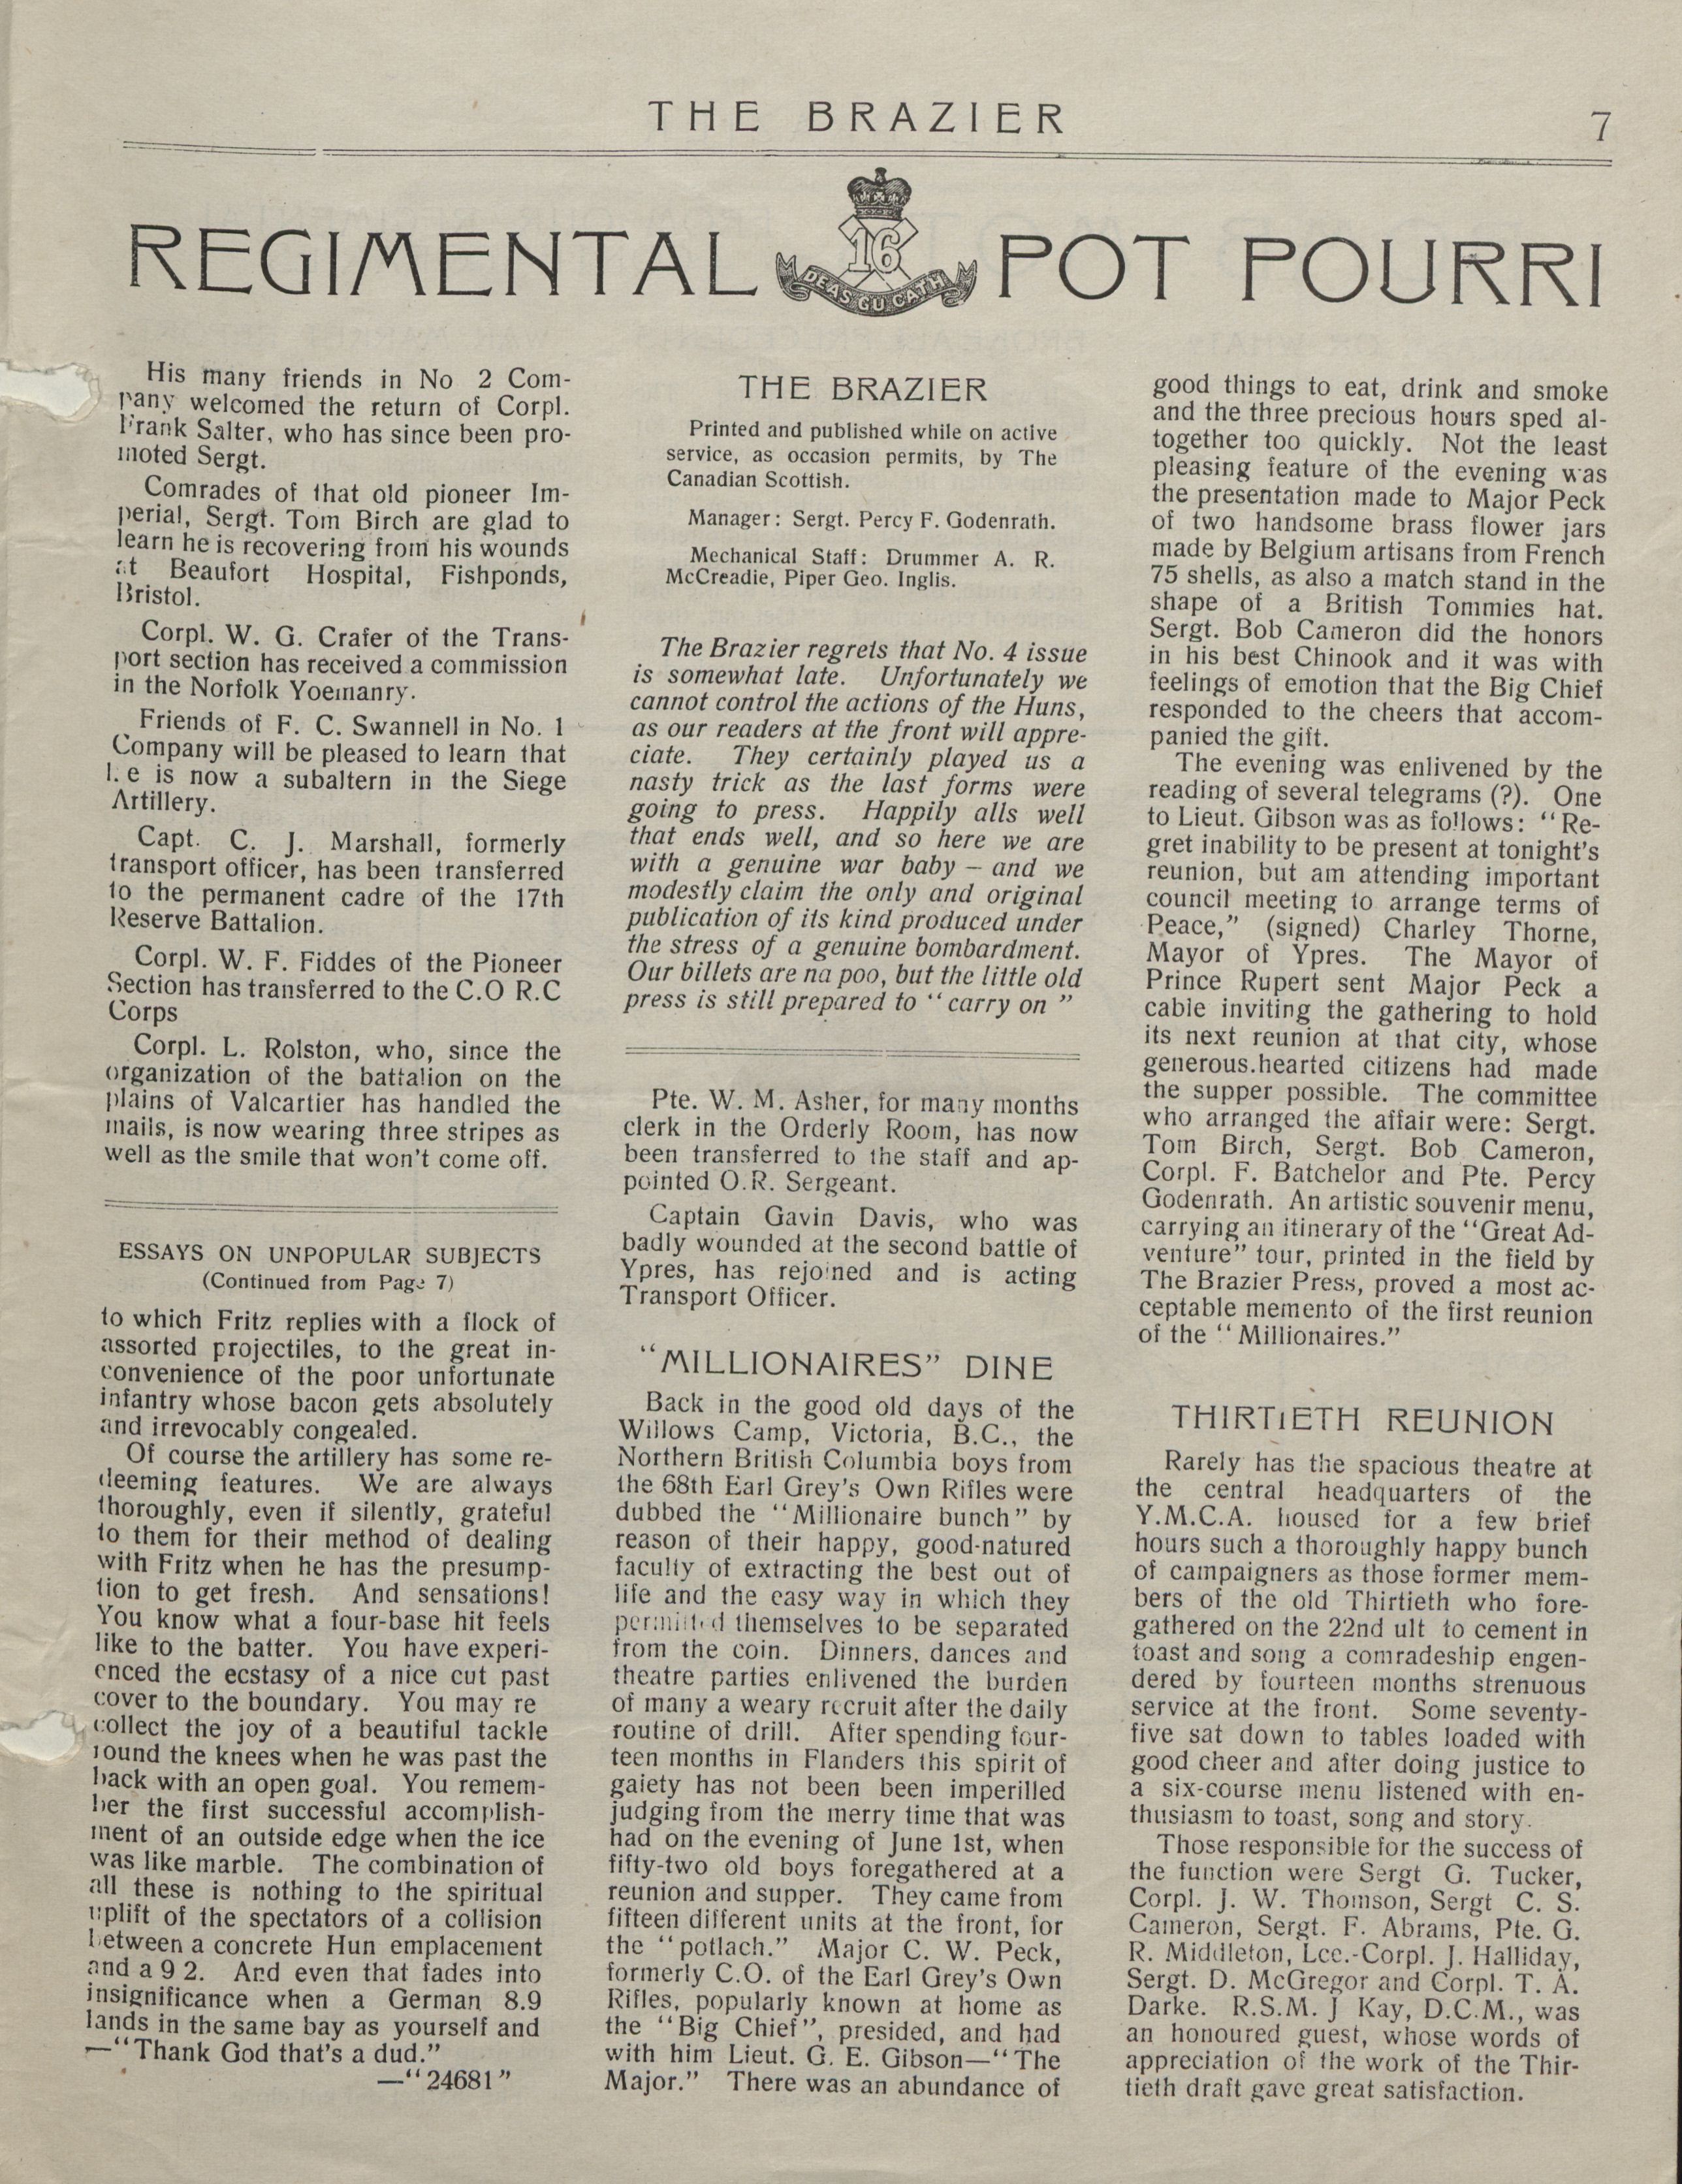 THE BRAZIER
7
REGIMENTAL
16
DEAS GU CATH
POT POURRI
His many friends in No 2 Com-
pany welcomed the return of Corpl.
Frank Salter, who has since been pro-
moted Sergt.
Comrades of that old pioneer Im-
perial, Sergt. Tom Birch are glad to
learn he is recovering from his wounds
at Beaufort Hospital, Fishponds,
Bristol.
Corpl. W. G. Crafer of the Trans-
port section has received a commission
in the Norfolk Yoemanry.
Friends of F. C. Swannell in No. 1
Company will be pleased to learn that
he is now a subaltern in the Siege
Artillery.
Capt. C. J. Marshall, formerly
transport officer, has been transferred
to the permanent cadre of the 17th
Reserve Battalion.
Corpl. W. F. Fiddes of the Pioneer
Section has transferred to the C.O R.C
Corps
Corpl. L. Rolston, who, since the
organization of the battalion on the
plains of Valcartier has handled the
mails, is now wearing three stripes as
well as the smile that won't come off.
ESSAYS ON UNPOPULAR SUBJECTS
(Continued from Page 7)
to which Fritz replies with a flock of
assorted projectiles, to the great in-
convenience of the poor unfortunate
infantry whose bacon gets absolutely
and irrevocably congealed.
Of course the artillery has some re-
deeming features. We are always
thoroughly, even if silently, grateful
to them for their method of dealing
with Fritz when he has the presump-
tion to get fresh. And sensations!
You know what a four-base hit feels
like to the batter. You have experi-
enced the ecstasy of a nice cut past
cover to the boundary. You may re
collect the joy of a beautiful tackle
round the knees when he was past the
back with an open goal. You remem-
ber the first successful accomplish-
ment of an outside edge when the ice
was like marble. The combination of
all these is nothing to the spiritual
uplift of the spectators of a collision
between a concrete Hun emplacement
and a 9 2. And even that fades into
insignificance when a German 8.9
lands in the same bay as yourself and
—"Thank God that's a dud."
—"24681"
THE BRAZIER
Printed and published while on active
service, as occasion permits, by The
Canadian Scottish.
Manager: Sergt. Percy F. Godenrath.
Mechanical Staff: Drummer A. R.
McCreadie, Piper Geo. Inglis.
The Brazier regrets that No. 4 issue
is somewhat late. Unfortunately we
cannot control the actions of the Huns,
as our readers at the front will appre-
ciate. They certainly played us a
nasty trick as the last forms were
going to press. Happily alls well
that ends well, and so here we are
with a genuine war baby – and we
modestly claim the only and original
publication of its kind produced under
the stress of a genuine bombardment.
Our billets are na poo, but the little old
press is still prepared to "carry on"
Pte. W. M. Asher, for many months
clerk in the Orderly Room, has now
been transferred to the staff and ap-
pointed O.R. Sergeant.
Captain Gavin Davis, who was
badly wounded at the second battle of
Ypres, has rejoined and is acting
Transport Officer.
"MILLIONAIRES" DINE
Back in the good old days of the
Willows Camp, Victoria, B.C., the
Northern British Columbia boys from
the 68th Earl Grey's Own Rifles were
dubbed the "Millionaire bunch" by
reason of their happy, good-natured
faculty of extracting the best out of
life and the easy way in which they
permitted themselves to be separated
from the coin. Dinners, dances and
theatre parties enlivened the burden
of many a weary recruit after the daily
routine of drill. After spending four-
teen months in Flanders this spirit of
gaiety has not been been imperilled
judging from the merry time that was
had on the evening of June 1st, when
fifty-two old boys foregathered at a
reunion and supper. They came from
fifteen different units at the front, for
the "potlach." Major C. W. Peck,
formerly C.O. of the Earl Grey's Own
Rifles, popularly known at home as
the "Big Chief", presided, and had
with him Lieut. G. E. Gibson—"The
Major." There was an abundance of
good things to eat, drink and smoke
and the three precious hours sped al-
together too quickly. Not the least
pleasing feature of the evening was
the presentation made to Major Peck
of two handsome brass flower jars
made by Belgium artisans from French
75 shells, as also a match stand in the
shape of a British Tommies hat.
Sergt. Bob Cameron did the honors
in his best Chinook and it was with
feelings of emotion that the Big Chief
responded to the cheers that accom-
panied the gift.
The evening was enlivened by the
reading of several telegrams (?). One
to Lieut. Gibson was as follows: "Re-
gret inability to be present at tonight's
reunion, but am attending important
council meeting to arrange terms of
Peace," (signed) Charley Thorne,
Mayor of Ypres. The Mayor of
Prince Rupert sent Major Peck a
cable inviting the gathering to hold
its next reunion at that city, whose
generous.hearted citizens had made
the supper possible. The committee
who arranged the affair were: Sergt.
Tom Birch, Sergt. Bob Cameron,
Corpl. F. Batchelor and Pte. Percy
Godenrath. An artistic souvenir menu,
carrying an itinerary of the "Great Ad-
venture" tour, printed in the field by
The Brazier Press, proved a most ac-
ceptable memento of the first reunion
of the "Millionaires."
THIRTIETH REUNION
Rarely has the spacious theatre at
the central headquarters of the
Y.M.C.A. housed for a few brief
hours such a thoroughly happy bunch
of campaigners as those former mem-
bers of the old Thirtieth who fore-
gathered on the 22nd ult to cement in
toast and song a comradeship engen-
dered by fourteen months strenuous
service at the front. Some seventy-
five sat down to tables loaded with
good cheer and after doing justice to
a six-course menu listened with en-
thusiasm to toast, song and story.
Those responsible for the success of
the function were Sergt G. Tucker,
Corpl. J. W. Thomson, Sergt C. S.
Cameron, Sergt. F. Abrams, Pte. G.
R. Middleton, Lce.-Corpl. J. Halliday,
Sergt. D. McGregor and Corpl. T. A.
Darke. R.S.M. J Kay, D.C.M., was
an honoured guest, whose words of
appreciation of the work of the Thir-
tieth draft gave great satisfaction.